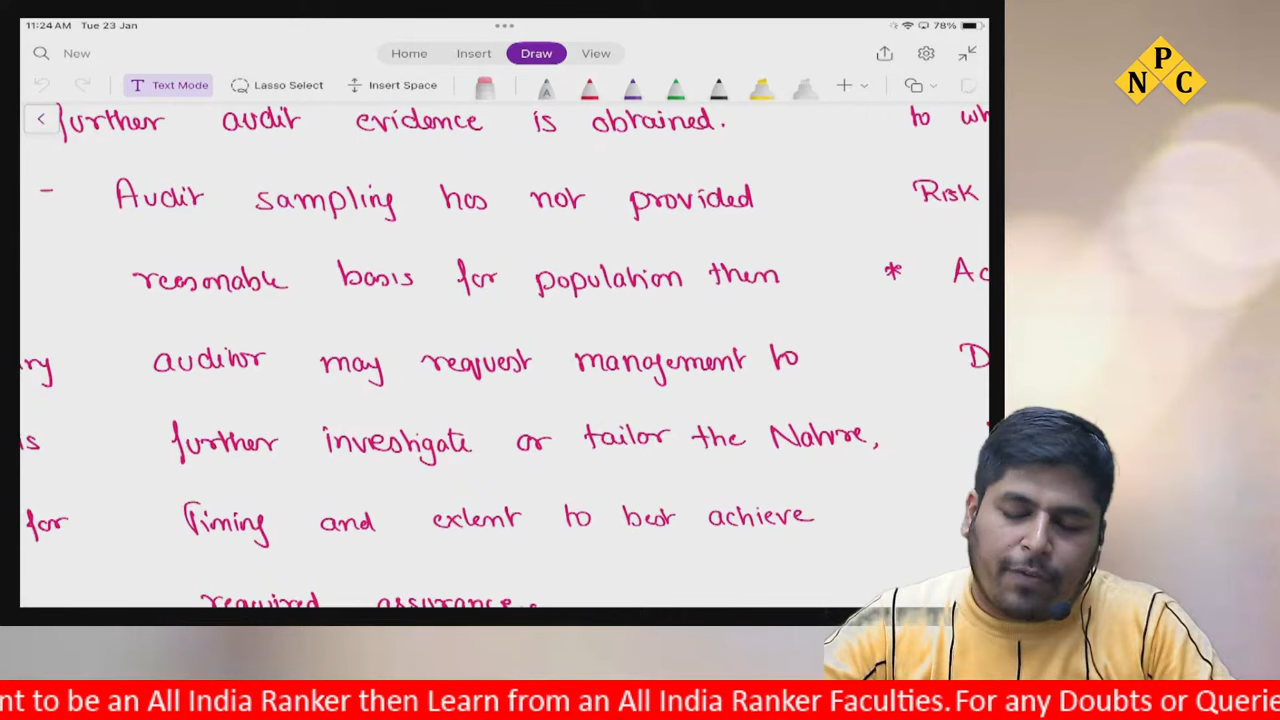 11:24 AM Tue 23 Jan
78%
New
Home Insert Draw View
Text Mode Lasso Select Insert Space
N P C
further audit evidence is obtained.
to wh
- Audit sampling has not provided
Risk
reasonable basis for population then
* Ac
ry auditor may request management to
D
is further investigate or tailor the Nature,
for Timing and extent to best achieve
required assurance.
nt to be an All India Ranker then Learn from an All India Ranker Faculties. For any Doubts or Querie